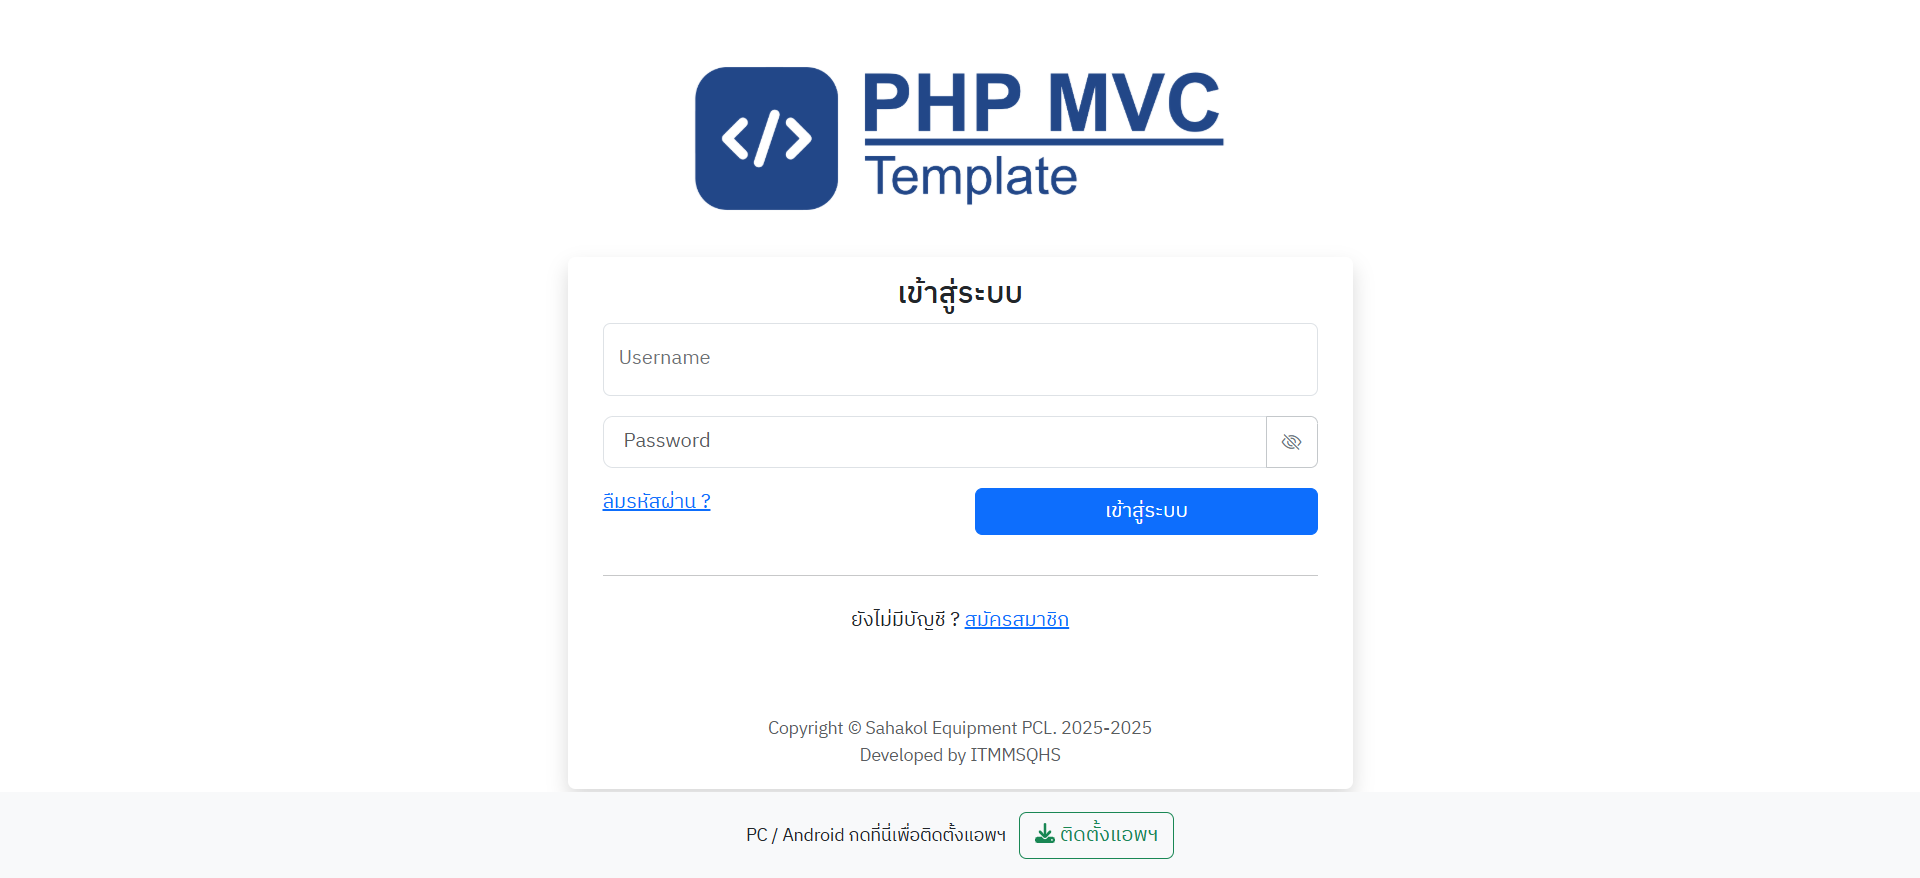 </>
PHP MVC
Template
เข้าสู่ระบบ
Username
Password
ลืมรหัสผ่าน ?
เข้าสู่ระบบ
ยังไม่มีบัญชี ? สมัครสมาชิก
Copyright © Sahakol Equipment PCL. 2025-2025
Developed by ITMMSQHS
PC / Android กดที่นี่เพื่อติดตั้งแอพฯ ติดตั้งแอพฯ